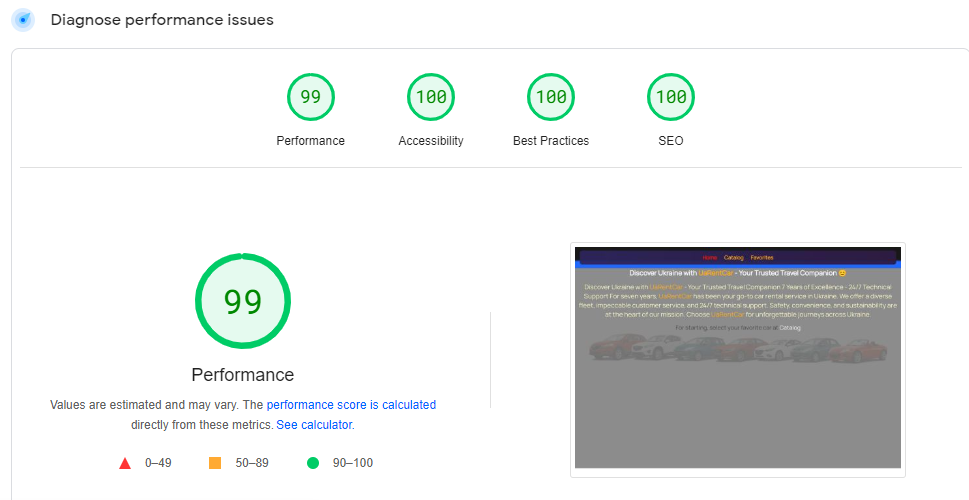 Diagnose performance issues
99 100 100 100
Performance Accessibility Best Practices SEO
99
Performance
Values are estimated and may vary. The performance score is calculated
directly from these metrics. See calculator.
0–49 50–89 90–100
Home Catalog Favorites
Discover Ukraine with UaRentCar - Your Trusted Travel Companion 😉
Discover Ukraine with UaRentCar - Your Trusted Travel Companion 7 Years of Excellence - 24/7 Technical
Support For seven years, UaRentCar has been your go-to car rental service in Ukraine. We offer a diverse
fleet, impeccable customer service, and 24/7 technical support. Safety, convenience, and sustainability are
at the heart of our mission. Choose UaRentCar for unforgettable journeys across Ukraine.
For starting, select your favorite car at Catalog